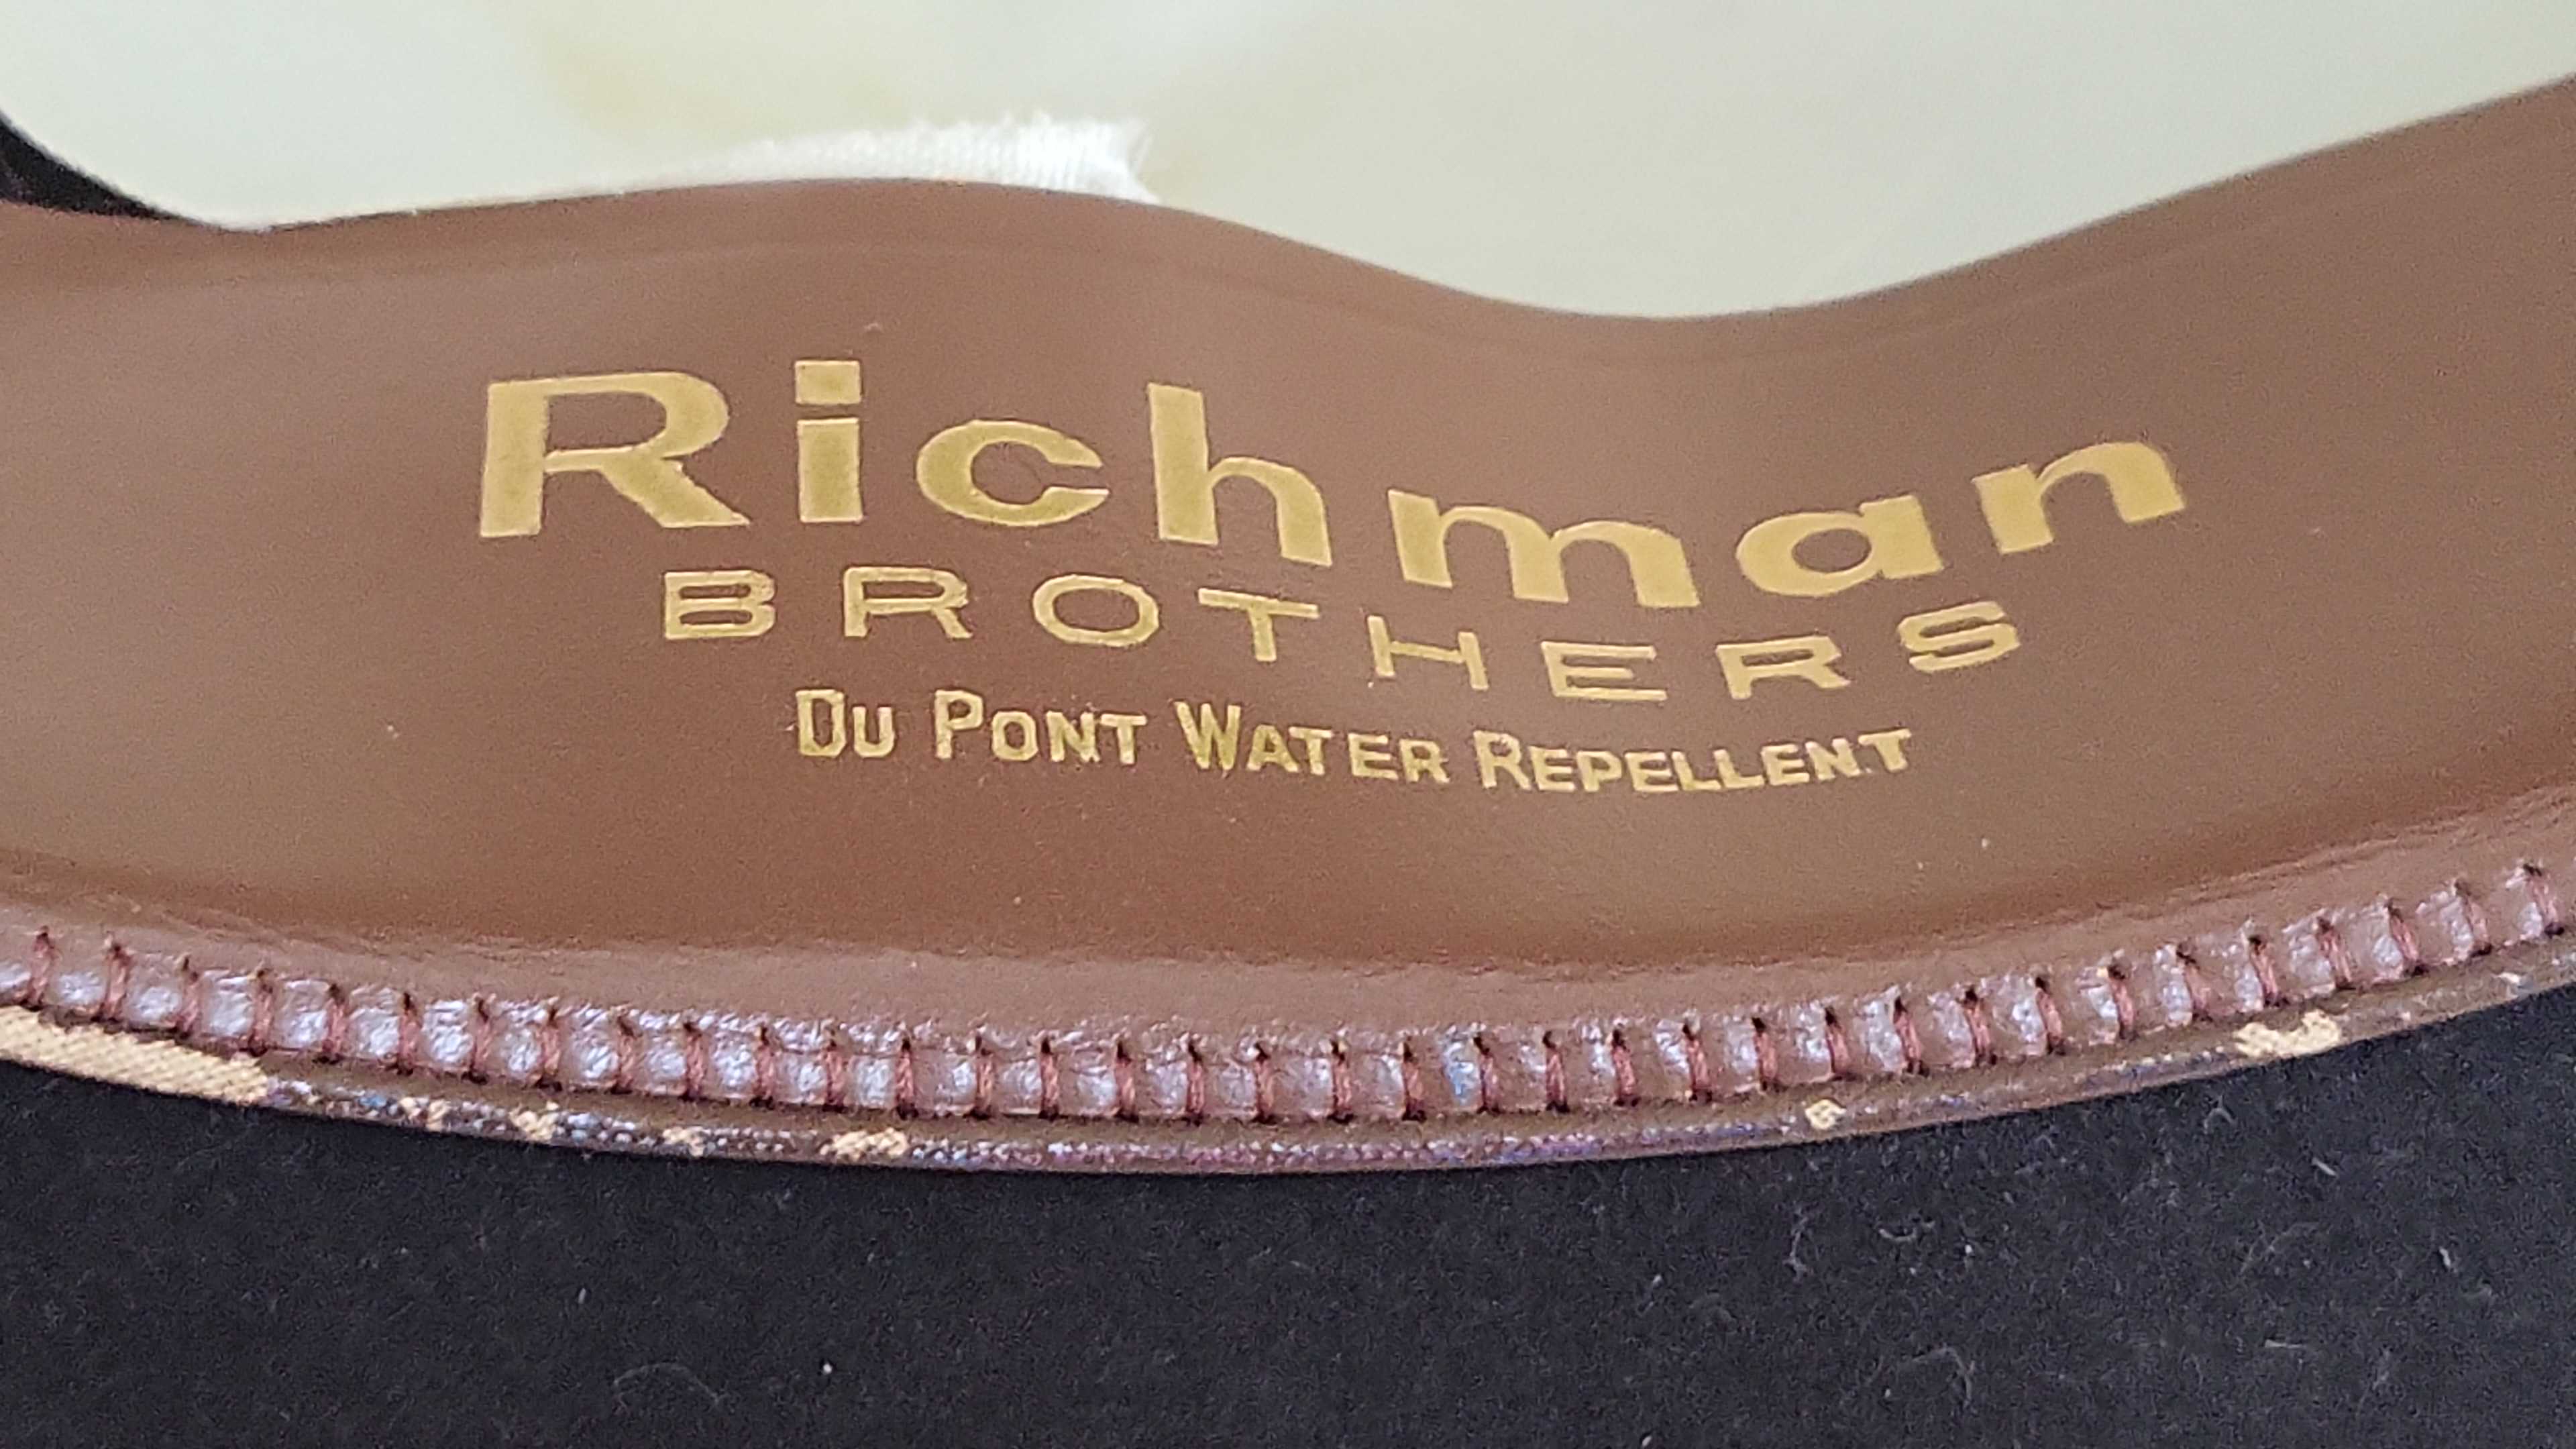 Richman
BROTHERS
DU PONT WATER REPELLENT